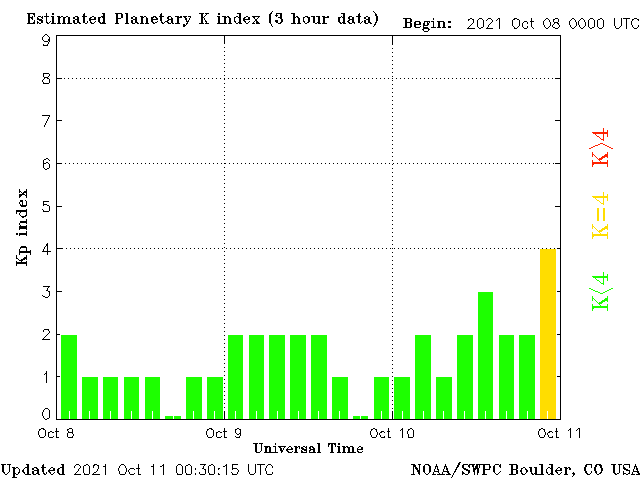 Estimated Planetary K index (3 hour data)
Begin: 2021 Oct 08 0000 UTC
9
8
7
6
5
4
3
2
1
0
Kp index
K>4
K=4
K<4
Oct 8 Oct 9 Oct 10 Oct 11
Universal Time
Updated 2021 Oct 11 00:30:15 UTC
NOAA/SWPC Boulder, CO USA